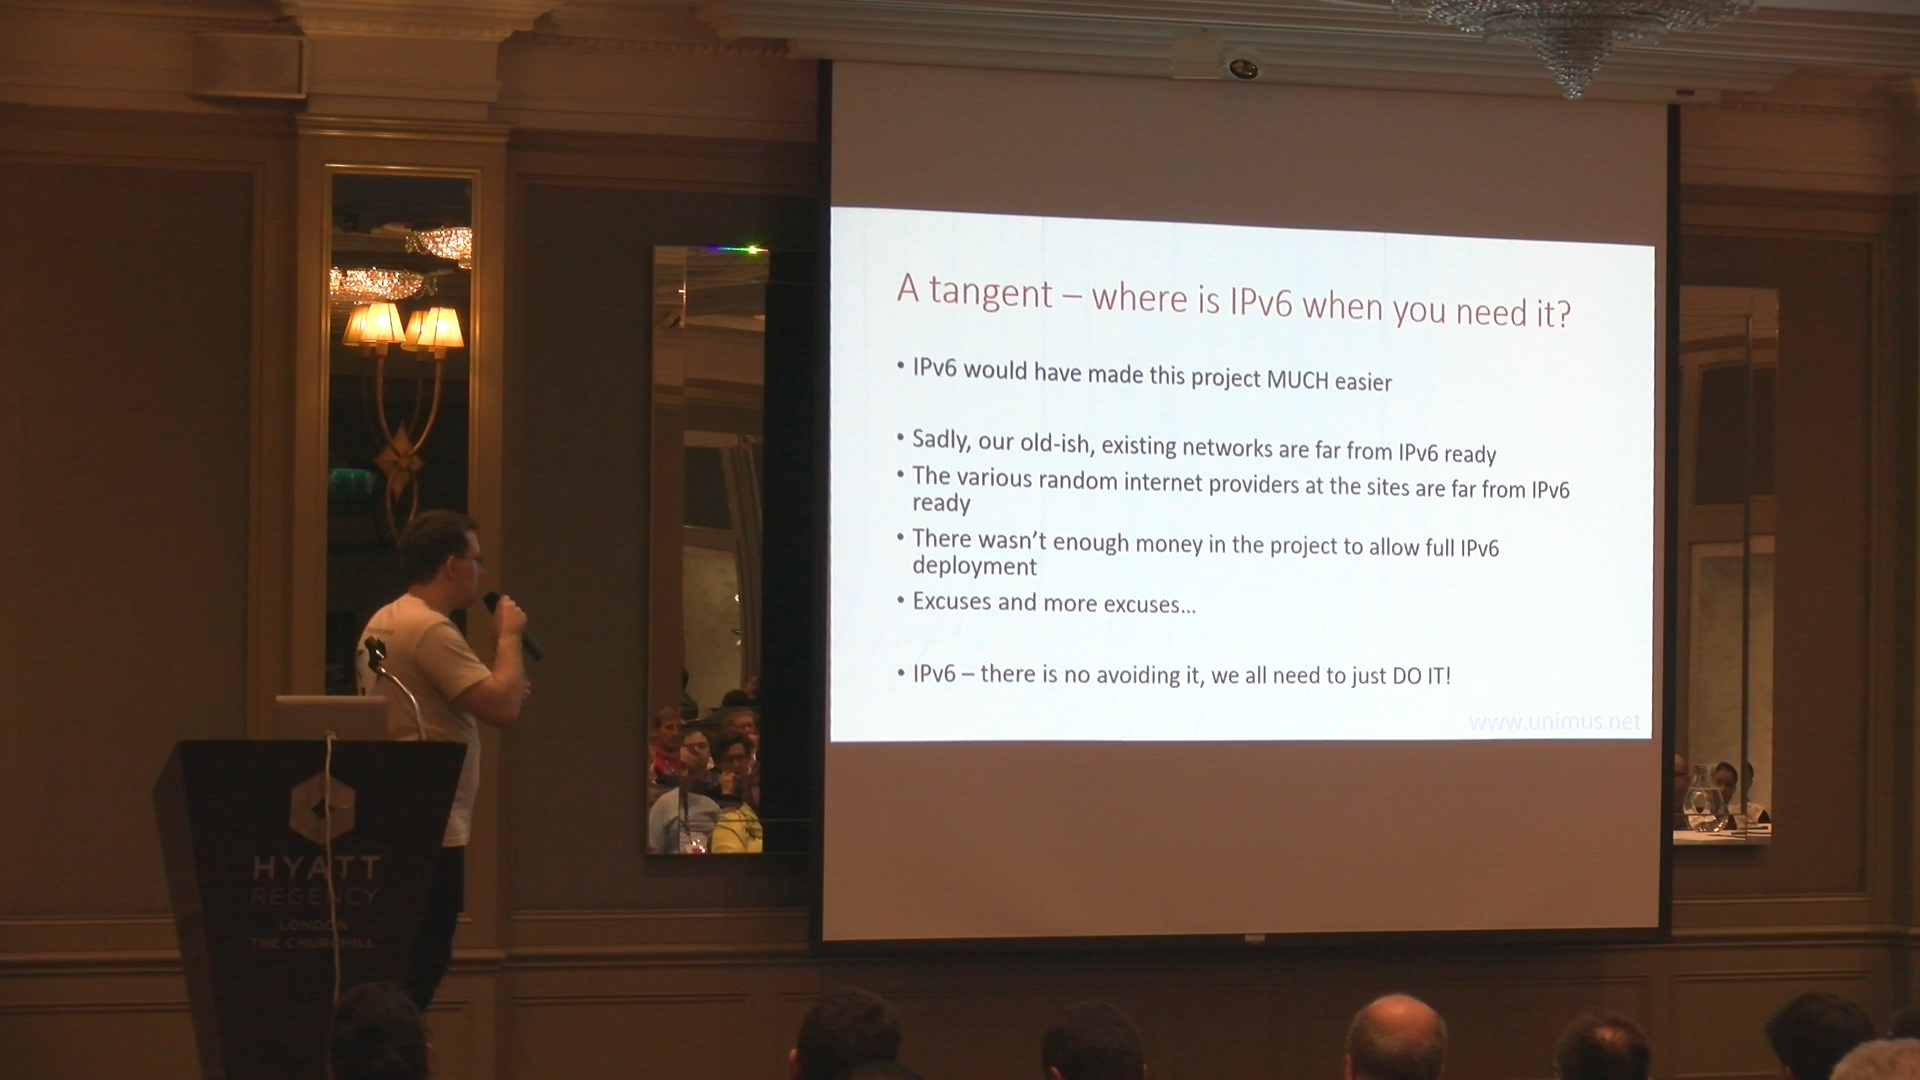 A tangent – where is IPv6 when you need it?
• IPv6 would have made this project MUCH easier
• Sadly, our old-ish, existing networks are far from IPv6 ready
• The various random internet providers at the sites are far from IPv6
ready
• There wasn't enough money in the project to allow full IPv6
deployment
• Excuses and more excuses...
• IPv6 – there is no avoiding it, we all need to just DO IT!
www.unimus.net
HYATT
REGENCY
LONDON
THE CHURCHILL